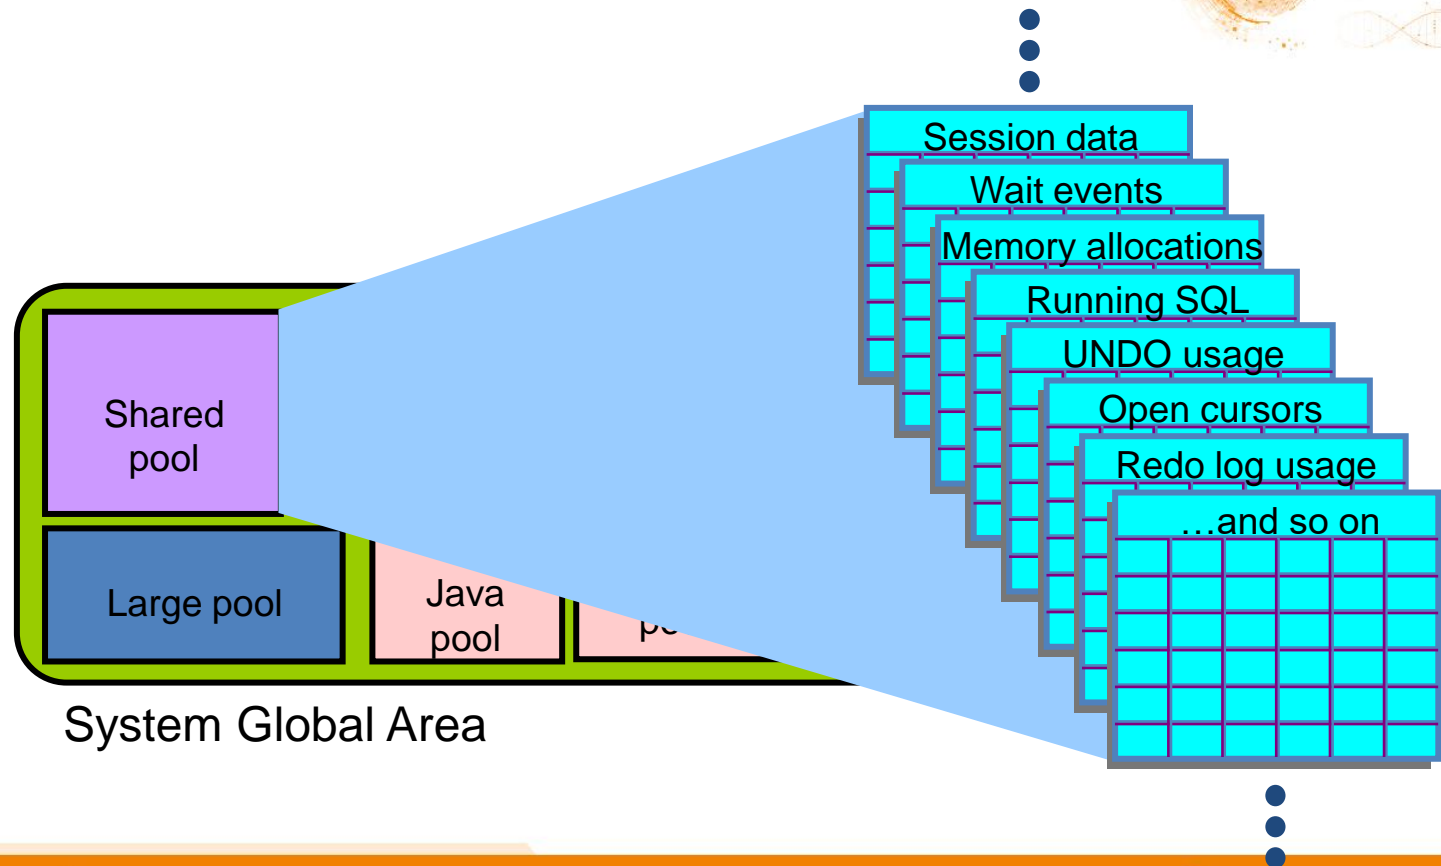 Session data
Wait events
Memory allocations
Running SQL
UNDO usage
Open cursors
Redo log usage
…and so on
Shared
pool
Large pool
Java
pool
System Global Area